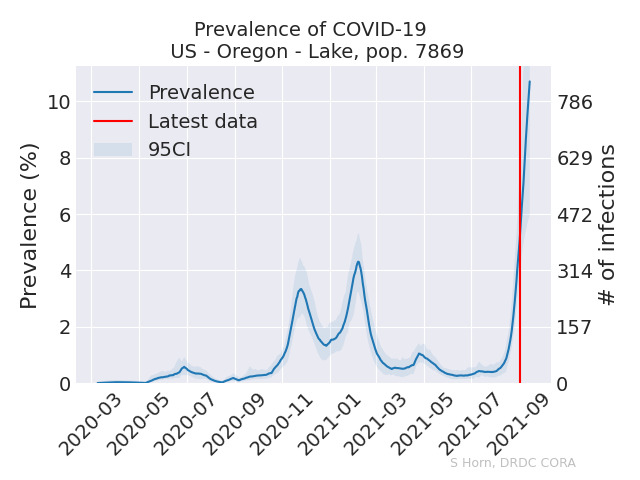 Prevalence of COVID-19
US - Oregon - Lake, pop. 7869
Prevalence
Latest data
95CI
Prevalence (%)
10
8
6
4
2
0
# of infections
786
629
472
314
157
0
2020-03
2020-05
2020-07
2020-09
2020-11
2021-01
2021-03
2021-05
2021-07
2021-09
S Horn, DRDC CORA